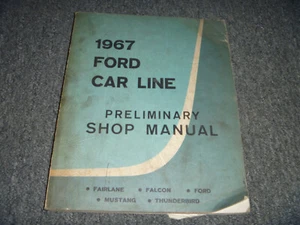 1967
FORD
CAR LINE
PRELIMINARY
SHOP MANUAL
★ FAIRLANE ★ FALCON ★ FORD
★ MUSTANG ★ THUNDERBIRD